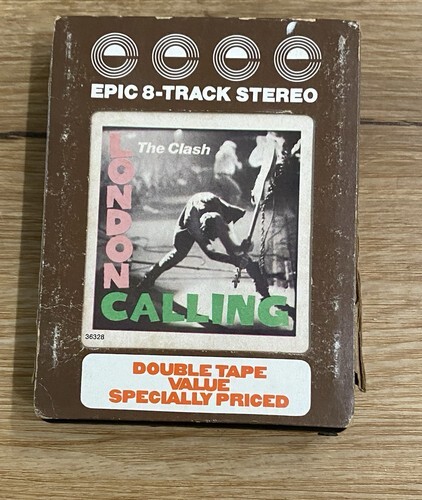 EPIC 8-TRACK STEREO
The Clash
LONDON
CALLING
36328
DOUBLE TAPE
VALUE
SPECIALLY PRICED